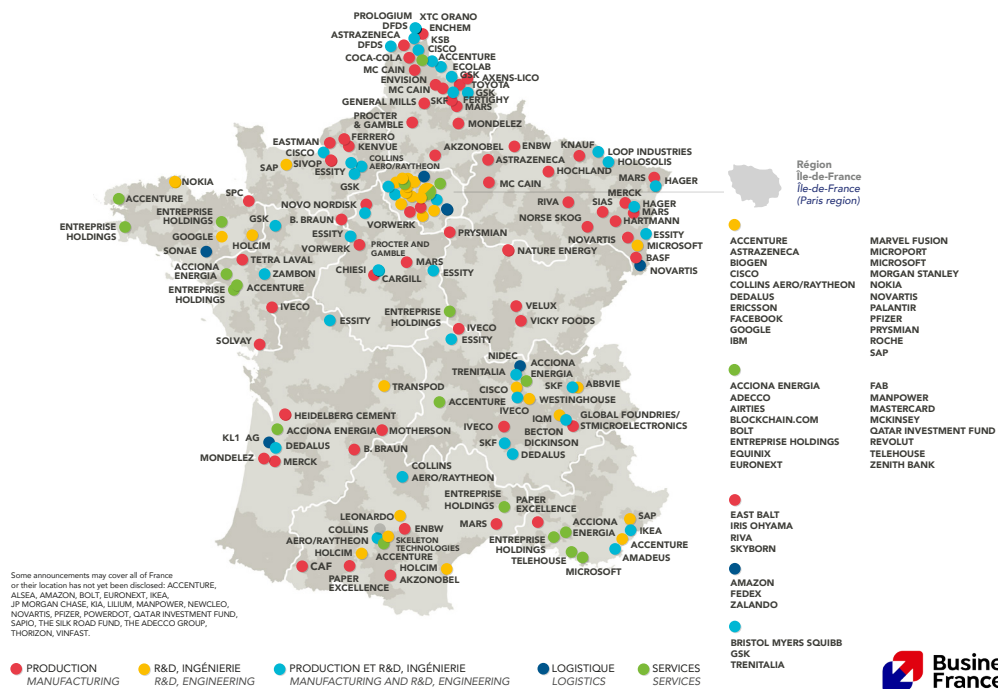 PROLOGIUM
XTC ORANO
DFDS
ENCHEM
ASTRAZENECA
KSB
DFDS
CISCO
COCA-COLA
ACCENTURE
ECOLAB
MC CAIN
GSK
AXENS-LICO
ENVISION
TOYOTA
MC CAIN
GSK
GENERAL MILLS
SKF
FERTIGHY
MARS
PROCTER
& GAMBLE
MONDELEZ
EASTMAN
FERRERO
CISCO
KENVUE
AKZONOBEL
ENBW
KNAUF
LOOP INDUSTRIES
SAP
SIVOP
COLLINS
AERO/RAYTHEON
ASTRAZENECA
HOLOSOLIS
ESSITY
HOCHLAND
MARS
HAGER
NOKIA
GSK
MC CAIN
MERCK
SPC
NOVO NORDISK
RIVA
SIAS
HAGER
ACCENTURE
MARS
ENTREPRISE
HOLDINGS
GSK
B. BRAUN
VORWERK
NORSE SKOG
HARTMANN
ENTREPRISE
HOLDINGS
ESSITY
PRYSMIAN
ESSITY
GOOGLE
HOLCIM
VORWERK
PROCTER AND
GAMBLE
NATURE ENERGY
NOVARTIS
MICROSOFT
SONAE
TETRA LAVAL
MARS
BASF
ACCIONA
ENERGIA
ZAMBON
CHIESI
CARGILL
ESSITY
NOVARTIS
ENTREPRISE
HOLDINGS
ACCENTURE
IVECO
ESSITY
ENTREPRISE
HOLDINGS
VELUX
VICKY FOODS
SOLVAY
IVECO
ESSITY
NIDEC
ACCIONA
ENERGIA
TRENITALIA
TRANSPOD
CISCO
SKF
ABBVIE
ACCENTURE
WESTINGHOUSE
IVECO
HEIDELBERG CEMENT
IQM
GLOBAL FOUNDRIES/
STMICROELECTRONICS
ACCIONA ENERGIA
MOTHERSON
IVECO
BECTON
DICKINSON
KL1 AG
DEDALUS
B. BRAUN
SKF
DEDALUS
MONDELEZ
MERCK
COLLINS
AERO/RAYTHEON
ENTREPRISE
HOLDINGS
PAPER
EXCELLENCE
LEONARDO
MARS
ACCIONA
ENERGIA
SAP
COLLINS
AERO/RAYTHEON
ENBW
IKEA
SKELETON
TECHNOLOGIES
ENTREPRISE
HOLDINGS
ACCENTURE
HOLCIM
ACCENTURE
TELEHOUSE
AMADEUS
CAF
HOLCIM
MICROSOFT
PAPER
EXCELLENCE
AKZONOBEL
Région
Île-de-France
Île-de-France
(Paris region)
ACCENTURE
ASTRAZENECA
BIOGEN
CISCO
COLLINS AERO/RAYTHEON
DEDALUS
ERICSSON
FACEBOOK
GOOGLE
IBM
MARVEL FUSION
MICROPORT
MICROSOFT
MORGAN STANLEY
NOKIA
NOVARTIS
PALANTIR
PFIZER
PRYSMIAN
ROCHE
SAP
ACCIONA ENERGIA
ADECCO
AIRTIES
BLOCKCHAIN.COM
BOLT
ENTREPRISE HOLDINGS
EQUINIX
EURONEXT
FAB
MANPOWER
MASTERCARD
MCKINSEY
QATAR INVESTMENT FUND
REVOLUT
TELEHOUSE
ZENITH BANK
EAST BALT
IRIS OHYAMA
RIVA
SKYBORN
AMAZON
FEDEX
ZALANDO
BRISTOL MYERS SQUIBB
GSK
TRENITALIA
Some announcements may cover all of France
or their location has not yet been disclosed: ACCENTURE,
ALSEA, AMAZON, BOLT, EURONEXT, IKEA,
JP MORGAN CHASE, KIA, LILIUM, MANPOWER, NEWCLEO,
NOVARTIS, PFIZER, POWERDOT, QATAR INVESTMENT FUND,
SAPIO, THE SILK ROAD FUND, THE ADECCO GROUP,
THORIZON, VINFAST.
PRODUCTION
MANUFACTURING
R&D, INGÉNIERIE
R&D, ENGINEERING
PRODUCTION ET R&D, INGÉNIERIE
MANUFACTURING AND R&D, ENGINEERING
LOGISTIQUE
LOGISTICS
SERVICES
SERVICES
Busine
France